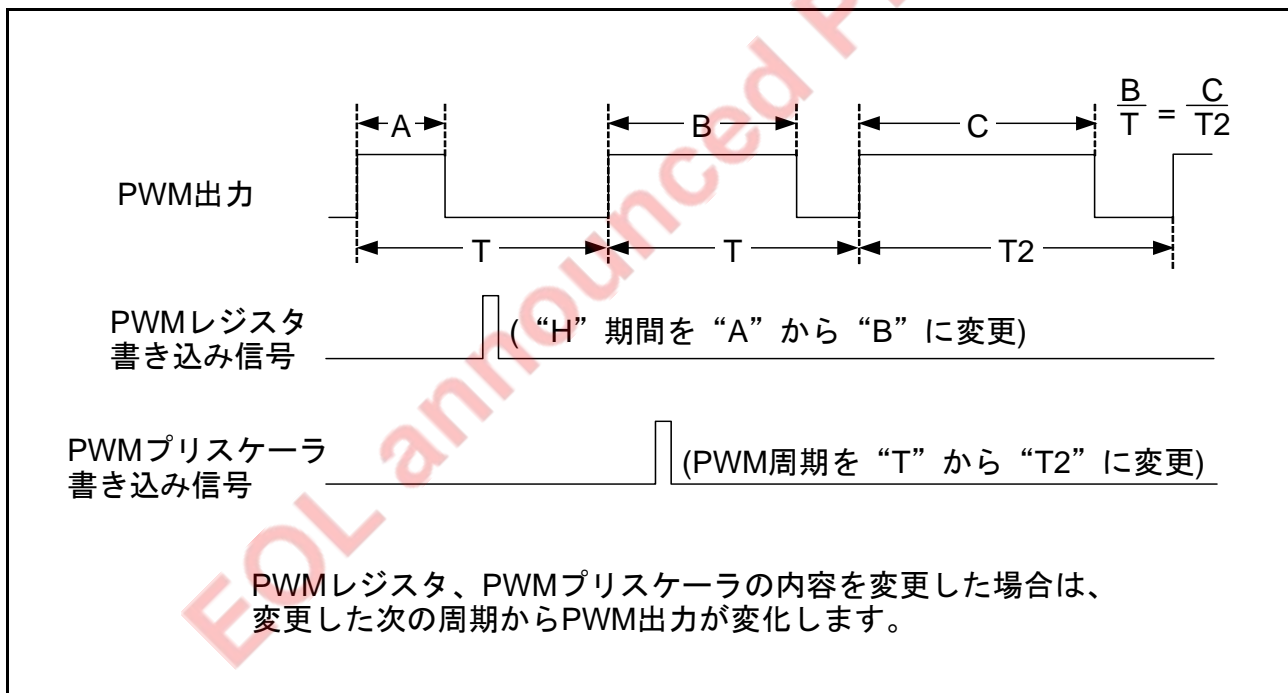 A
B
C
B
T
=
C
T2
PWM出力
T
T
T2
PWMレジスタ
書き込み信号
( “H” 期間を “A” から “B” に変更)
PWMプリスケーラ
書き込み信号
(PWM周期を “T” から “T2” に変更)
PWMレジスタ、PWMプリスケーラの内容を変更した場合は、
変更した次の周期からPWM出力が変化します。
EOL announced